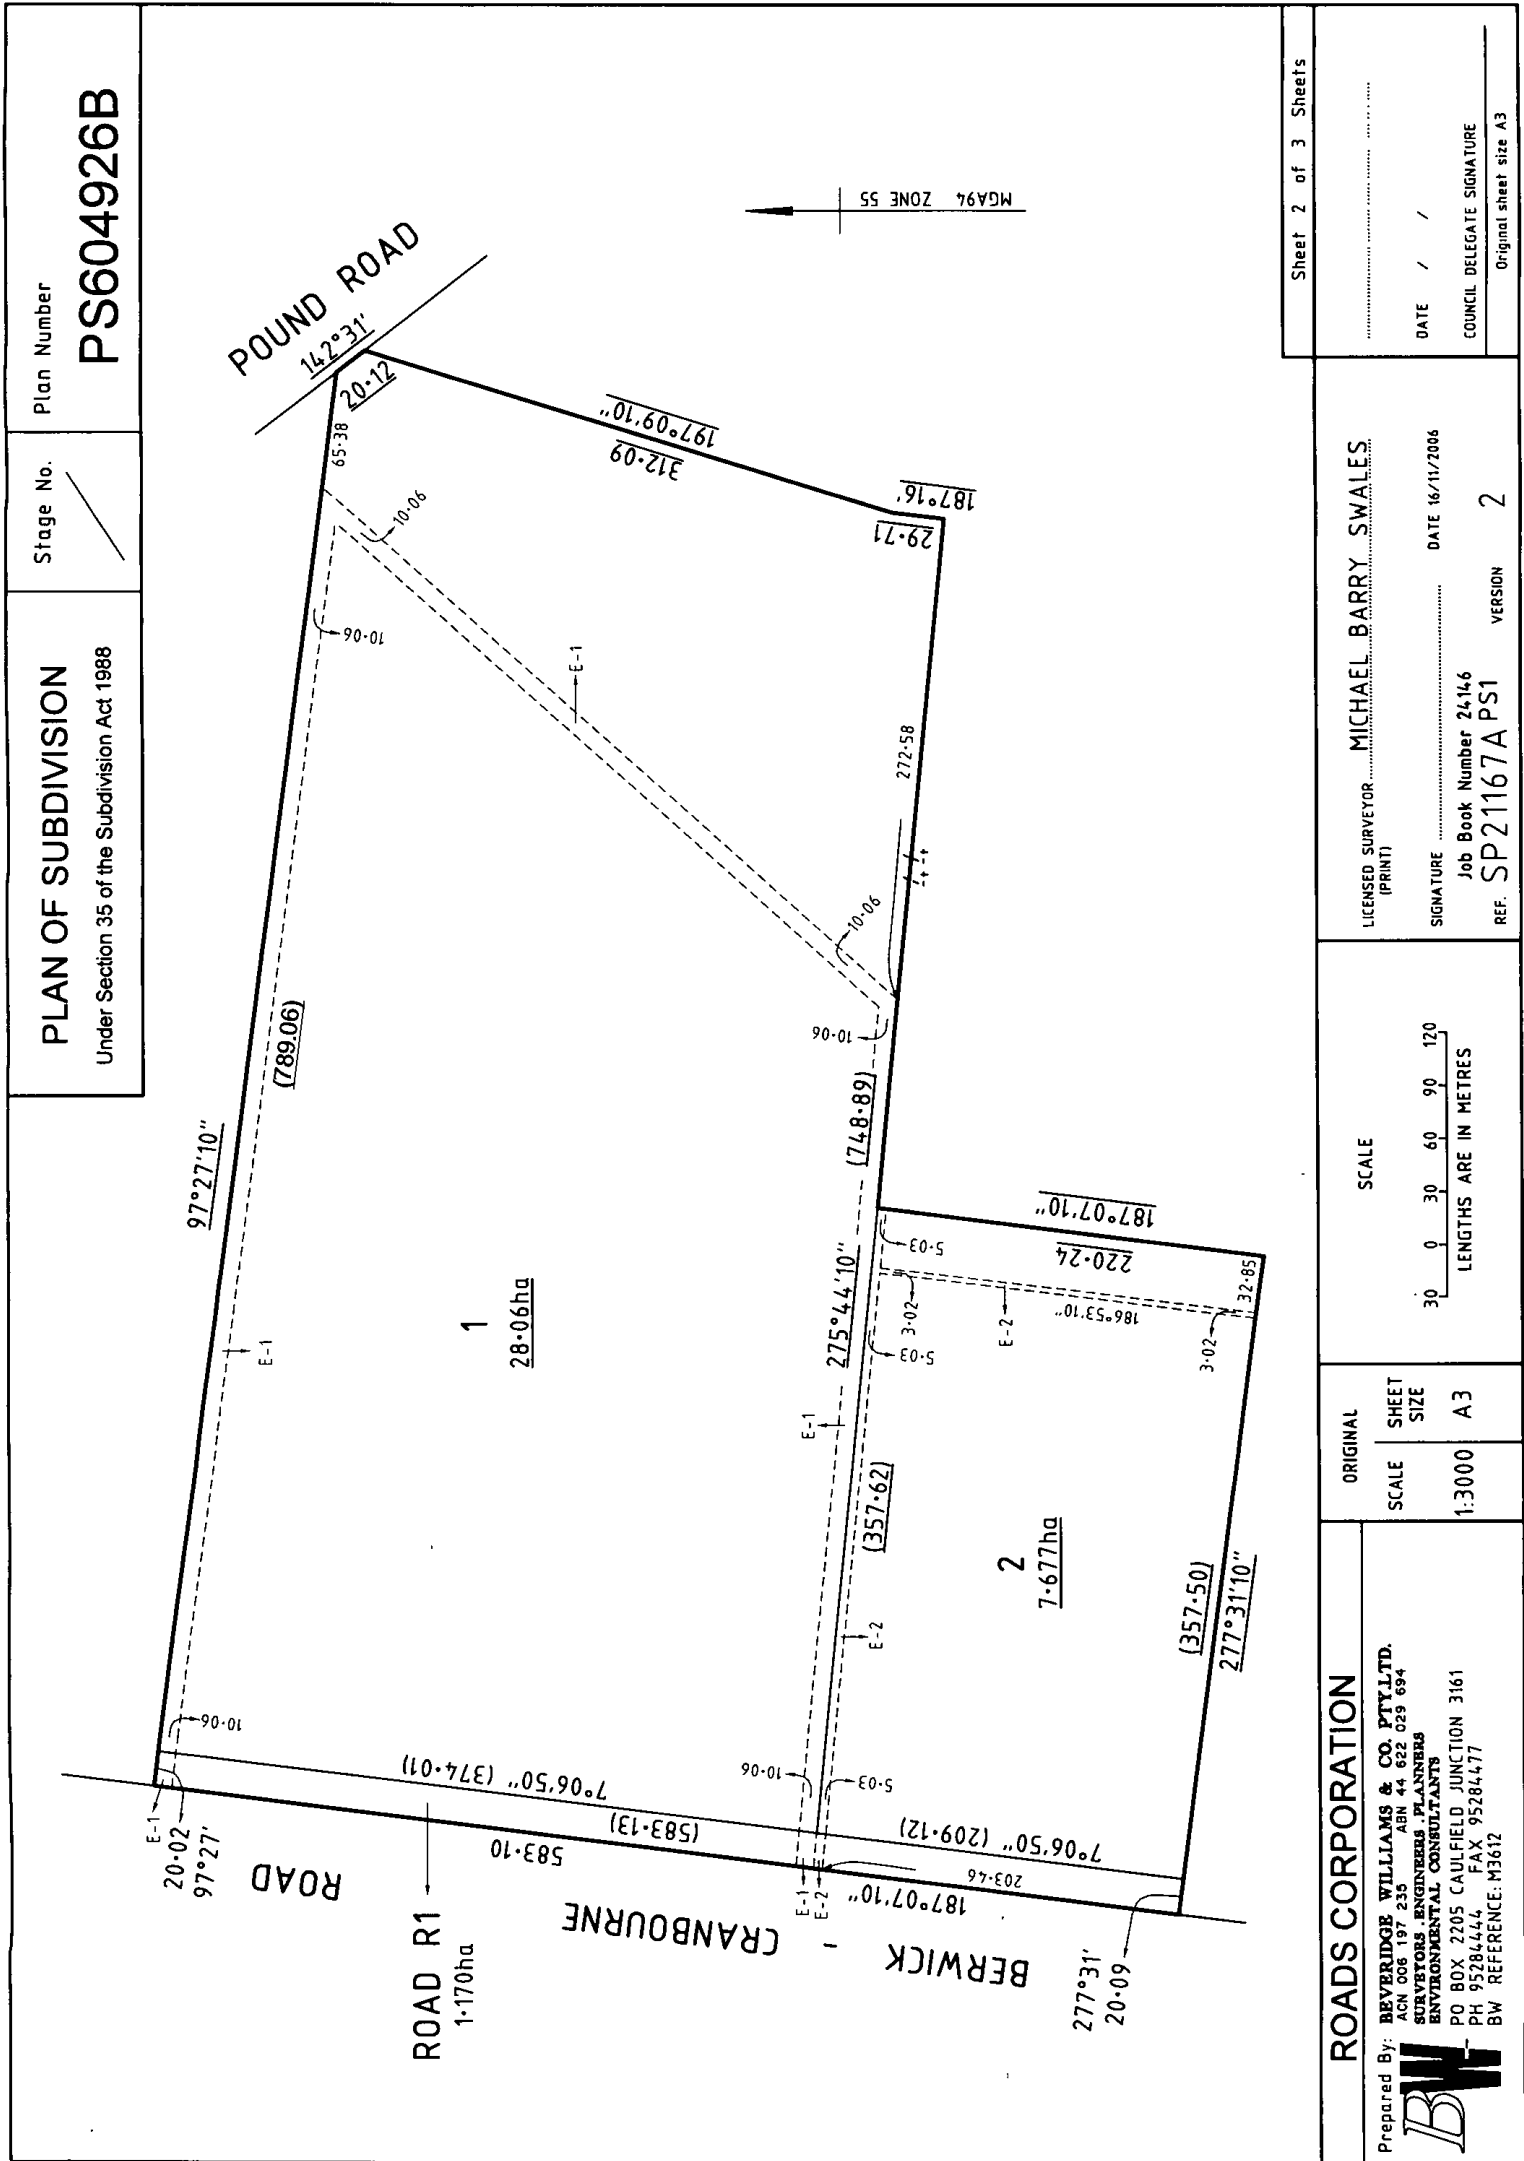 PLAN OF SUBDIVISION
Under Section 35 of the Subdivision Act 1988
Stage No.
Plan Number
PS604926B
POUND ROAD
142°31'
20·12
65·38
10·06
10·06
197°09'10"
312·09
187°16'
29·71
E-1
272·58
10·06
10·06
(789.06)
97°27'10"
E-1
1
28·06ha
(748·89)
275°44'10"
E-1
187°07'10"
220·24
5·03
3·02
5·03
E-2
186°53'10"
32·85
3·02
(357·62)
E-2
2
7·677ha
(357·50)
277°31'10"
10·06
7°06'50" (374·01)
(583·13)
583·10
10·06
5·03
7°06'50" (209·12)
203·46
187°07'10"
E-1
E-2
E-1
20·02
97°27'
ROAD R1
1·170ha
BERWICK - CRANBOURNE ROAD
277°31'
20·09
MGA94 ZONE 55
Sheet 2 of 3 Sheets
ROADS CORPORATION
Prepared By: BEVERIDGE WILLIAMS & CO. PTY.LTD.
ACN 006 197 235 ABN 44 622 029 694
SURVEYORS .ENGINEERS .PLANNERS
ENVIRONMENTAL CONSULTANTS
PO BOX 2205 CAULFIELD JUNCTION 3161
PH 95284444 FAX 95284477
BW REFERENCE: M3612
BW
ORIGINAL
SCALE
SHEET SIZE
1:3000
A3
SCALE
30 0 30 60 90 120
LENGTHS ARE IN METRES
LICENSED SURVEYOR MICHAEL BARRY SWALES
(PRINT)
SIGNATURE
DATE 16/11/2006
Job Book Number 24146
REF. SP21167A PS1 VERSION 2
DATE / /
COUNCIL DELEGATE SIGNATURE
Original sheet size A3